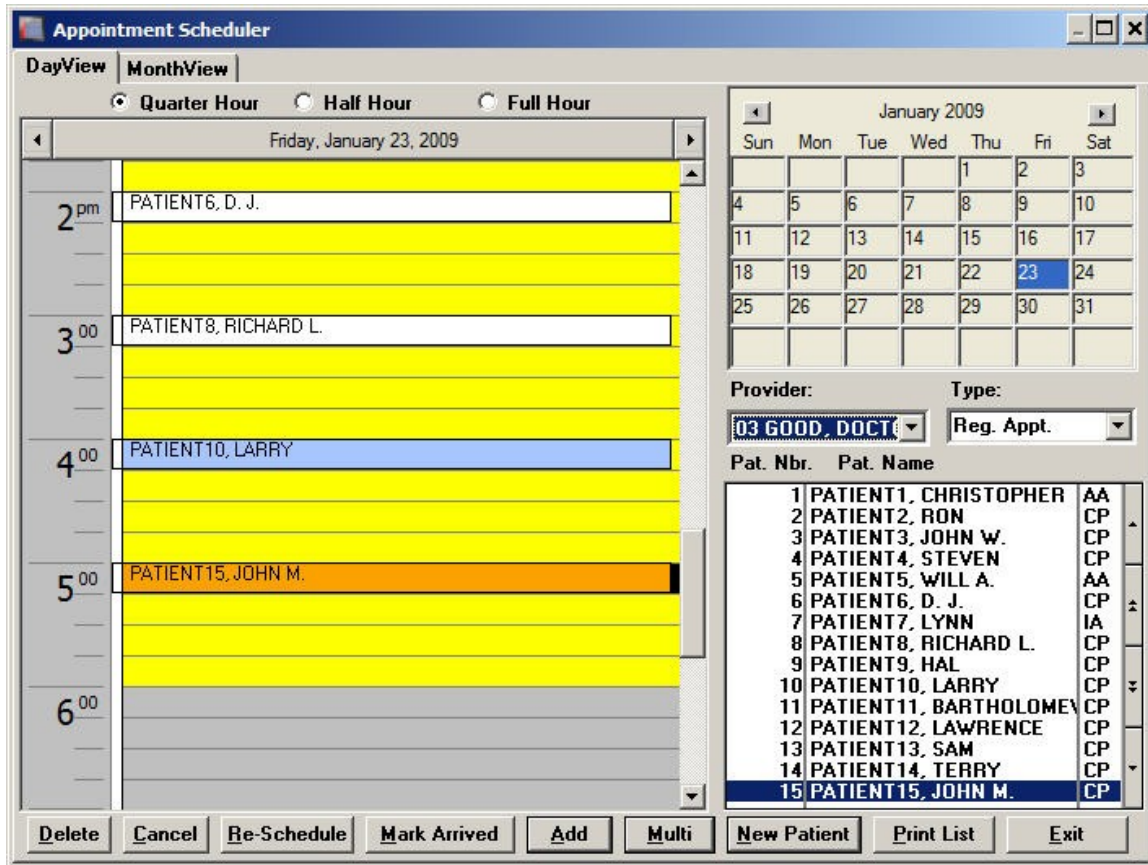 Appointment Scheduler
DayView MonthView
Quarter Hour Half Hour Full Hour
Friday, January 23, 2009
2 pm PATIENT6, D. J.
3 00 PATIENT8, RICHARD L.
4 00 PATIENT10, LARRY
5 00 PATIENT15, JOHN M.
6 00
January 2009
Sun Mon Tue Wed Thu Fri Sat
1 2 3
4 5 6 7 8 9 10
11 12 13 14 15 16 17
18 19 20 21 22 23 24
25 26 27 28 29 30 31
Provider: Type:
03 GOOD, DOCT Reg. Appt.
Pat. Nbr. Pat. Name
1 PATIENT1, CHRISTOPHER AA
2 PATIENT2, RON CP
3 PATIENT3, JOHN W. CP
4 PATIENT4, STEVEN CP
5 PATIENT5, WILL A. AA
6 PATIENT6, D. J. CP
7 PATIENT7, LYNN IA
8 PATIENT8, RICHARD L. CP
9 PATIENT9, HAL CP
10 PATIENT10, LARRY CP
11 PATIENT11, BARTHOLOMEW CP
12 PATIENT12, LAWRENCE CP
13 PATIENT13, SAM CP
14 PATIENT14, TERRY CP
15 PATIENT15, JOHN M. CP
Delete Cancel Re-Schedule Mark Arrived Add Multi New Patient Print List Exit